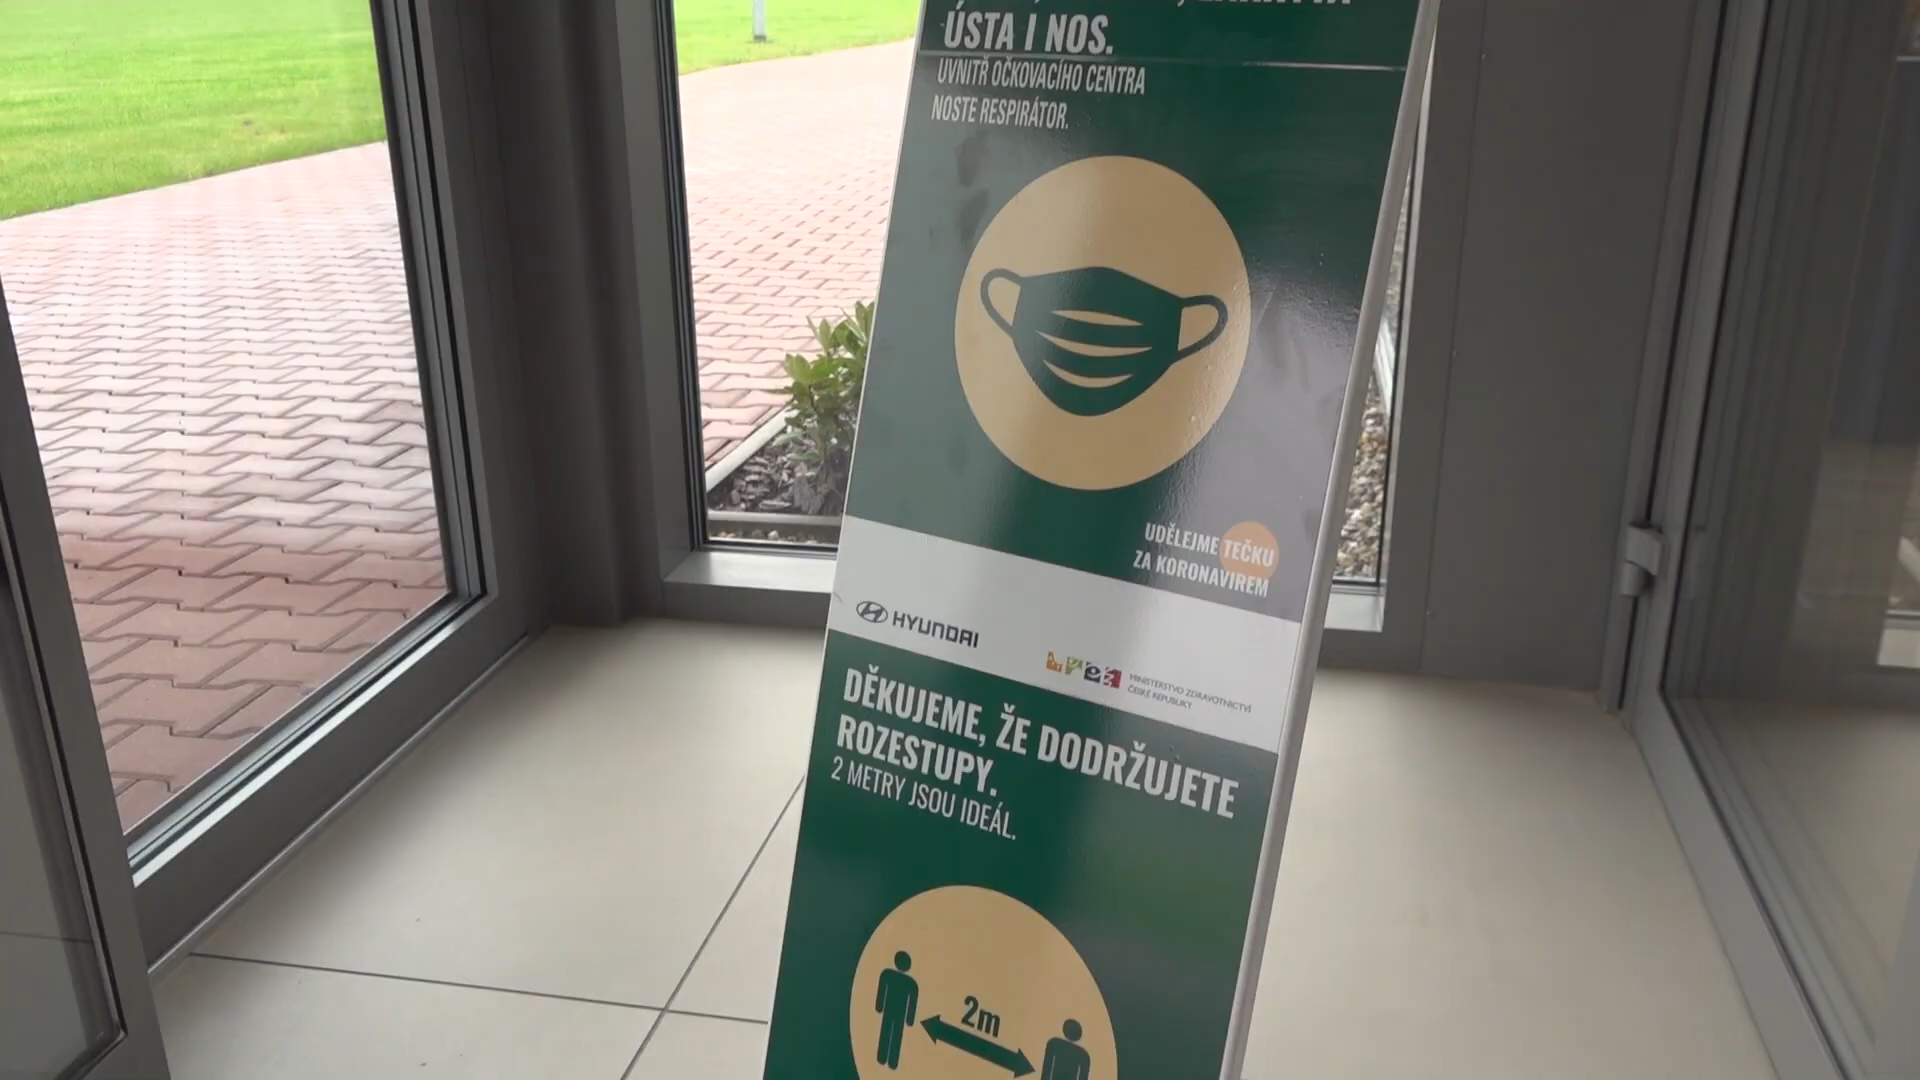 ÚSTA I NOS.
UVNITŘ OČKOVACÍHO CENTRA
NOSTE RESPIRÁTOR.
UDĚLEJME TEČKU
ZA KORONAVIREM
HYUNDAI
MINISTERSTVO ZDRAVOTNICTVÍ
ČESKÉ REPUBLIKY
DĚKUJEME, ŽE DODRŽUJETE
ROZESTUPY.
2 METRY JSOU IDEÁL.
2m